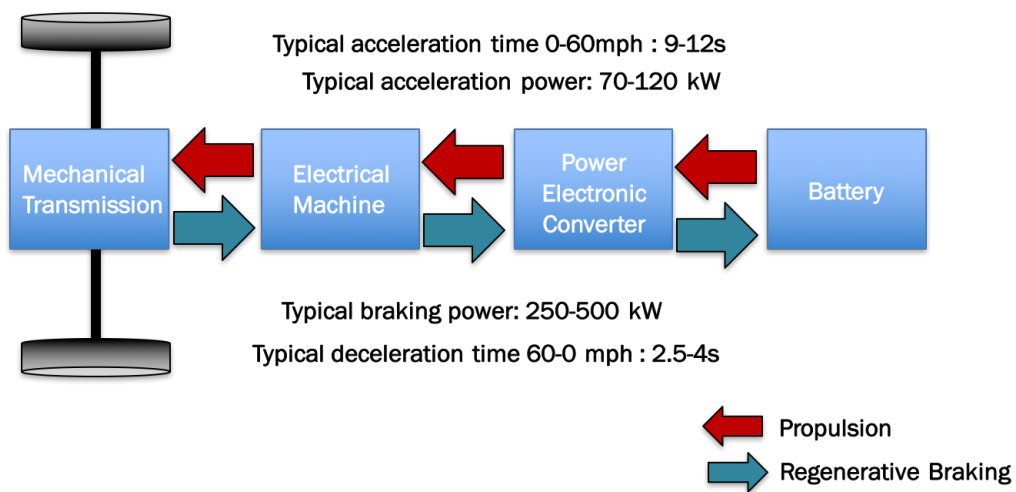 Typical acceleration time 0-60mph : 9-12s
Typical acceleration power: 70-120 kW
Mechanical
Transmission
Electrical
Machine
Power
Electronic
Converter
Battery
Typical braking power: 250-500 kW
Typical deceleration time 60-0 mph : 2.5-4s
Propulsion
Regenerative Braking